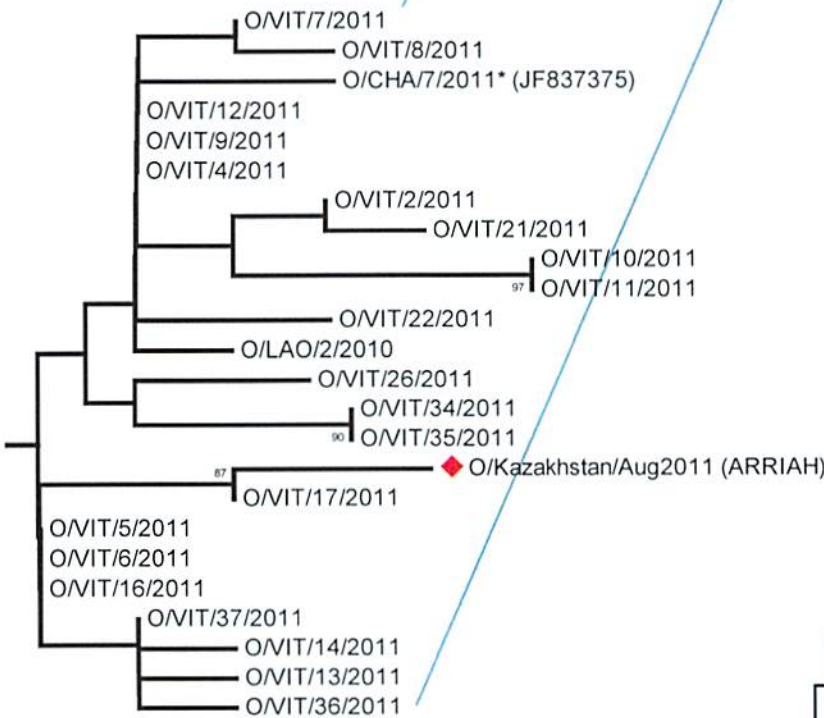 O/VIT/7/2011
O/VIT/8/2011
O/CHA/7/2011* (JF837375)
O/VIT/12/2011
O/VIT/9/2011
O/VIT/4/2011
O/VIT/2/2011
O/VIT/21/2011
O/VIT/10/2011
97
O/VIT/11/2011
O/VIT/22/2011
O/LAO/2/2010
O/VIT/26/2011
O/VIT/34/2011
90
O/VIT/35/2011
87
O/Kazakhstan/Aug2011 (ARRIAH)
O/VIT/17/2011
O/VIT/5/2011
O/VIT/6/2011
O/VIT/16/2011
O/VIT/37/2011
O/VIT/14/2011
O/VIT/13/2011
O/VIT/36/2011